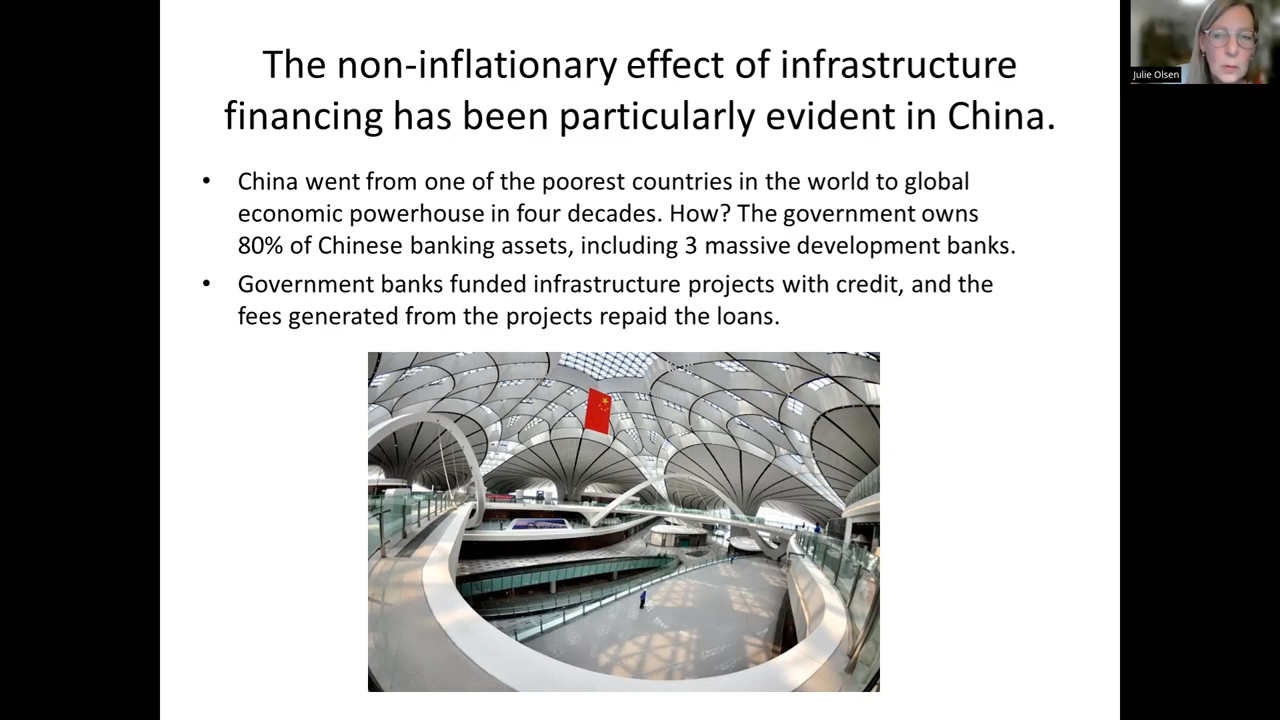 The non-inflationary effect of infrastructure
financing has been particularly evident in China.
• China went from one of the poorest countries in the world to global
economic powerhouse in four decades. How? The government owns
80% of Chinese banking assets, including 3 massive development banks.
• Government banks funded infrastructure projects with credit, and the
fees generated from the projects repaid the loans.
Julie Olsen